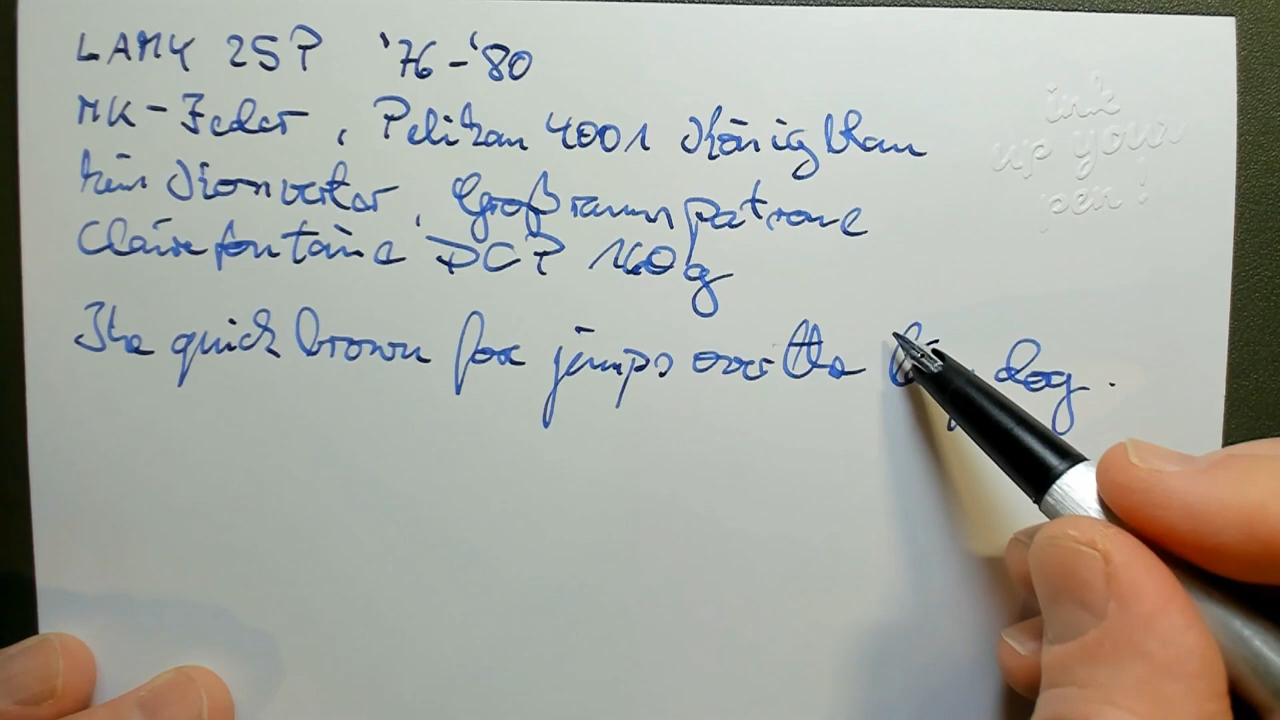 LAMY 25P '76-'80
MK-Feder, Pelikan 4001 Königblau
kein Konverter, Großraumpatrone
Clairefontaine DCP 160g
The quick brown fox jumps over the dog.
ink
up your
pen!